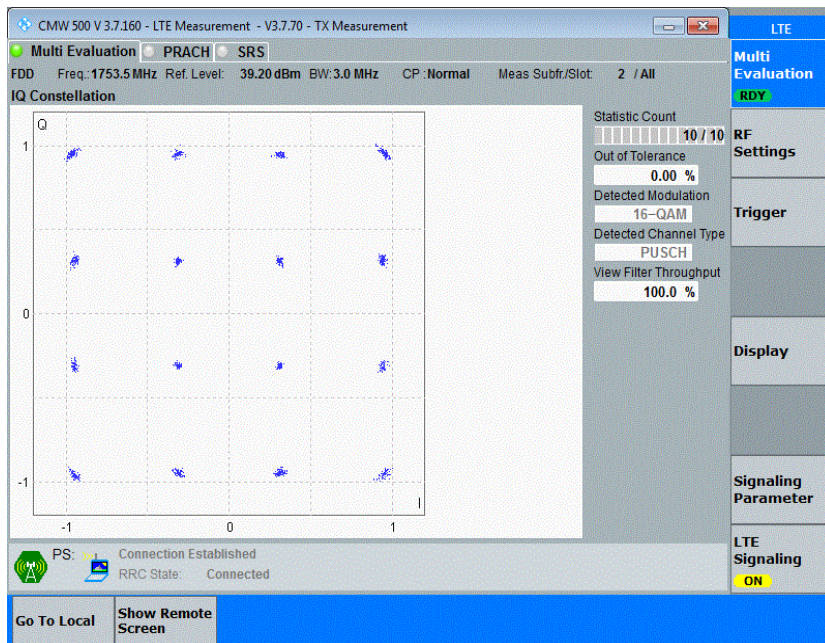 CMW 500 V 3.7.160 - LTE Measurement - V3.7.70 - TX Measurement
LTE
Multi Evaluation PRACH SRS
FDD Freq.: 1753.5 MHz Ref. Level: 39.20 dBm BW: 3.0 MHz CP : Normal Meas Subfr./Slot: 2 / All
IQ Constellation
Q
1
0
-1
I
-1 0 1
Statistic Count
10 / 10
Out of Tolerance
0.00 %
Detected Modulation
16-QAM
Detected Channel Type
PUSCH
View Filter Throughput
100.0 %
Multi
Evaluation
RDY
RF
Settings
Trigger
Display
Signaling
Parameter
LTE
Signaling
ON
PS: Connection Established
RRC State: Connected
Go To Local
Show Remote
Screen